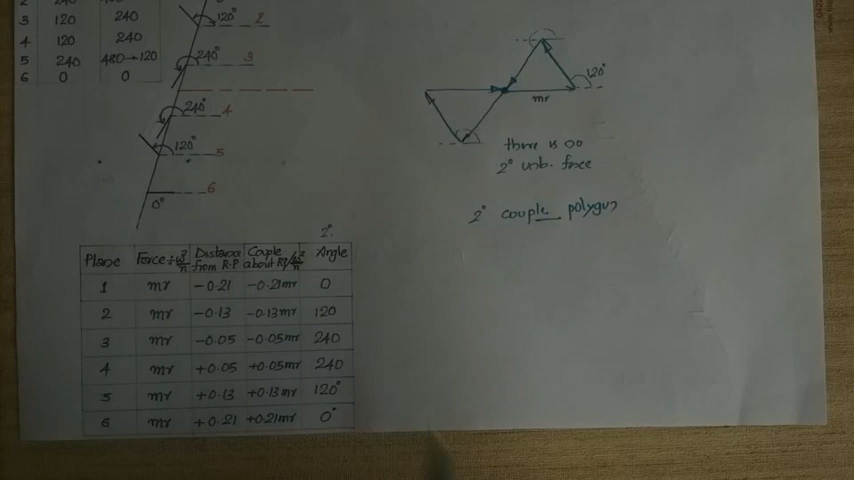 3 120 240
4 120 240
5 240 480→120
6 0 0
120° 2
240° 3
240° 4
120° 5
0° 6
120°
mr
there is no
2° unb. force
2° couple polygon
2°.
Plane Force÷ω²/n Distance from R.P Couple about RP/ω²/n Angle
1 mr -0.21 -0.21mr 0
2 mr -0.13 -0.13mr 120
3 mr -0.05 -0.05mr 240
4 mr +0.05 +0.05mr 240
5 mr +0.13 +0.13mr 120°
6 mr +0.21 +0.21mr 0°